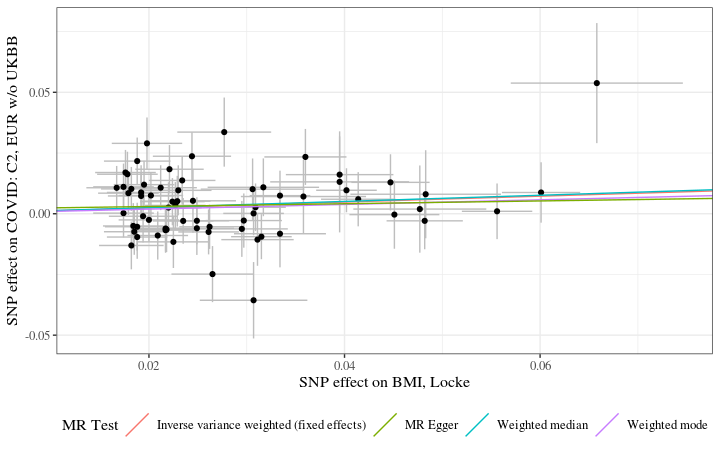 SNP effect on COVID: C2, EUR w/o UKBB
0.05
0.00
-0.05
0.02
0.04
0.06
SNP effect on BMI, Locke
MR Test
Inverse variance weighted (fixed effects)
MR Egger
Weighted median
Weighted mode